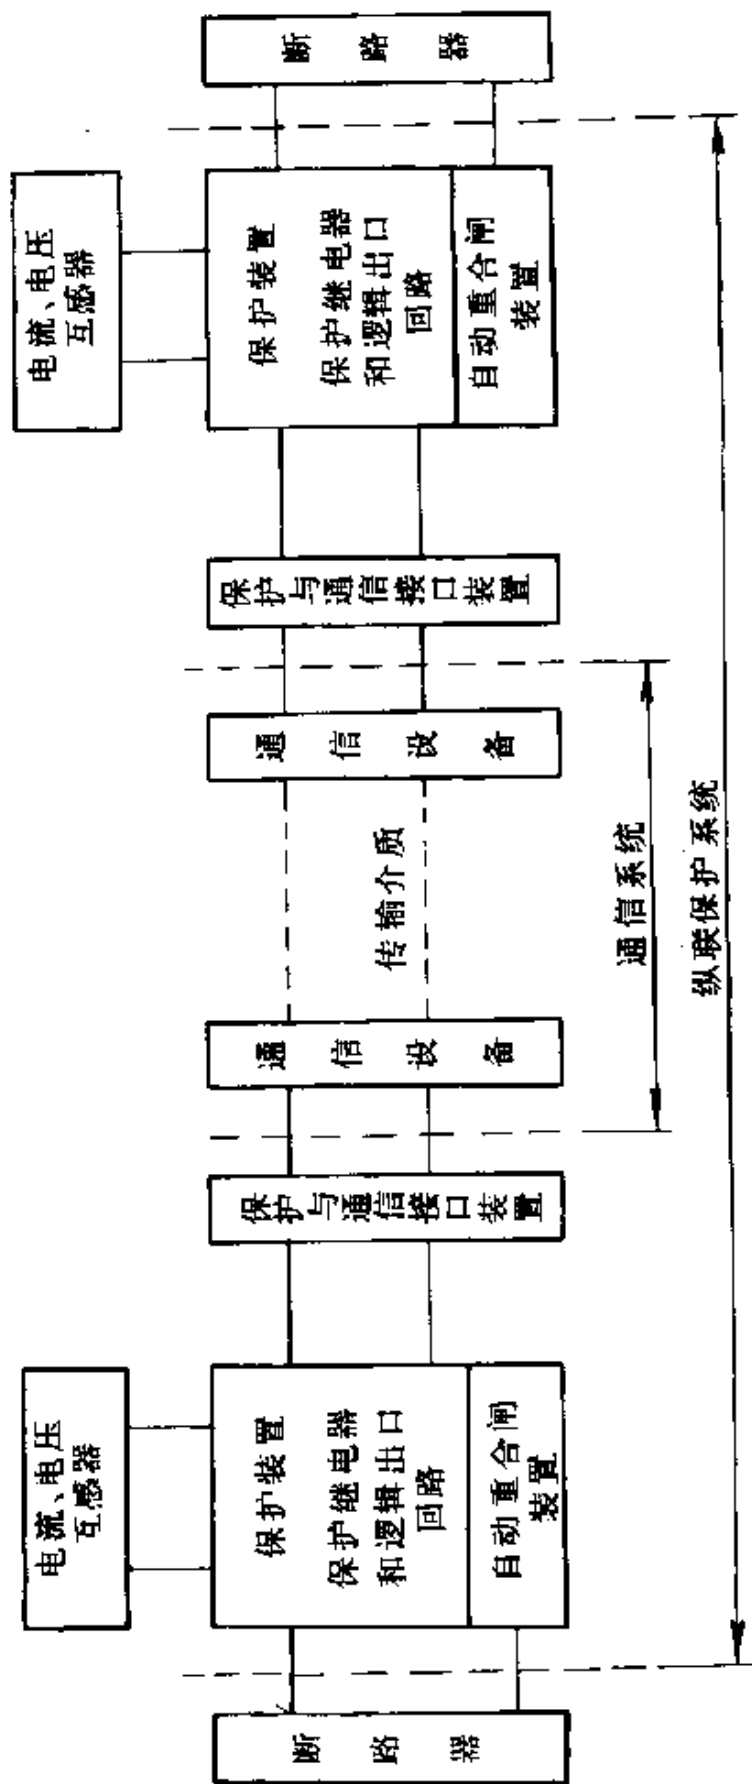 电流、电压
互感器
电流、电压
互感器
断路器
保护装置
保护继电器
和逻辑出口
回路
自动重合闸
装置
保护与通信接口装置
通信设备
传输介质
通信设备
保护与通信接口装置
保护装置
保护继电器
和逻辑出口
回路
自动重合闸
装置
断路器
通信系统
纵联保护系统